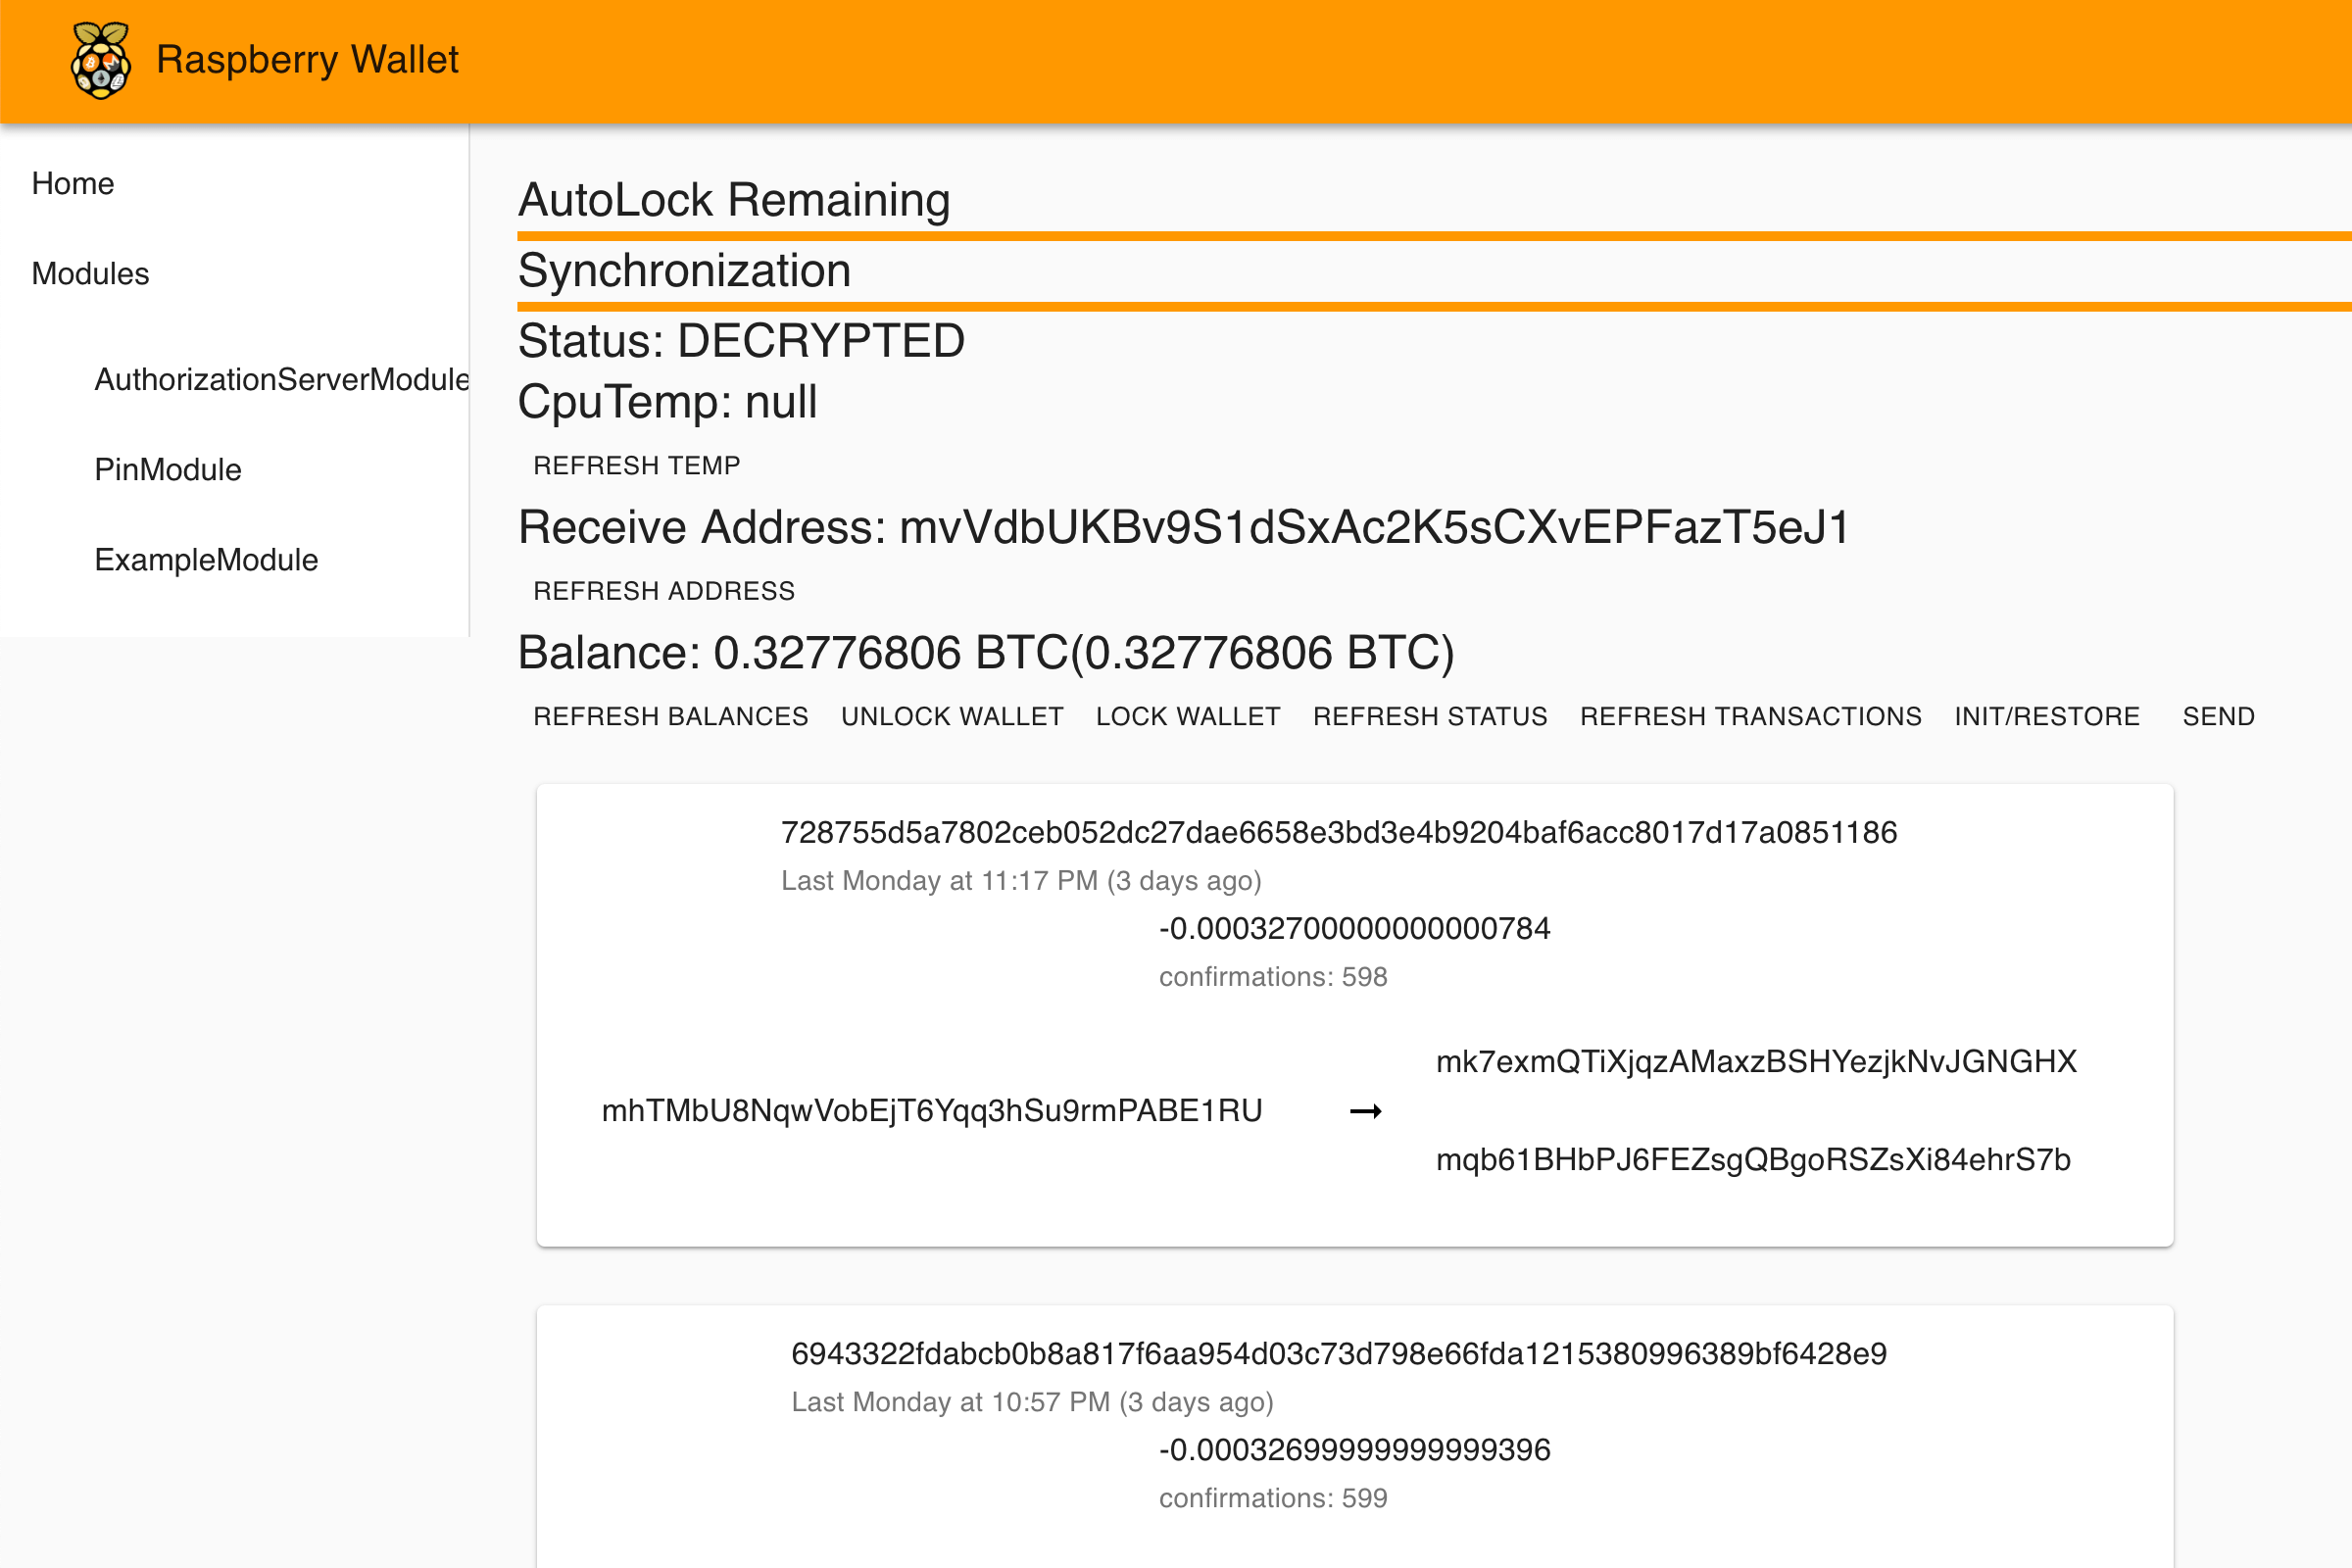 Raspberry Wallet
Home
Modules
AuthorizationServerModule
PinModule
ExampleModule
AutoLock Remaining
Synchronization
Status: DECRYPTED
CpuTemp: null
REFRESH TEMP
Receive Address: mvVdbUKBv9S1dSxAc2K5sCXvEPFazT5eJ1
REFRESH ADDRESS
Balance: 0.32776806 BTC(0.32776806 BTC)
REFRESH BALANCES UNLOCK WALLET LOCK WALLET REFRESH STATUS REFRESH TRANSACTIONS INIT/RESTORE SEND
728755d5a7802ceb052dc27dae6658e3bd3e4b9204baf6acc8017d17a0851186
Last Monday at 11:17 PM (3 days ago)
-0.00032700000000000784
confirmations: 598
mk7exmQTiXjqzAMaxzBSHYezjkNvJGNGHX
mhTMbU8NqwVobEjT6Yqq3hSu9rmPABE1RU →
mqb61BHbPJ6FEZsgQBgoRSZsXi84ehrS7b
6943322fdabcb0b8a817f6aa954d03c73d798e66fda1215380996389bf6428e9
Last Monday at 10:57 PM (3 days ago)
-0.00032699999999999396
confirmations: 599